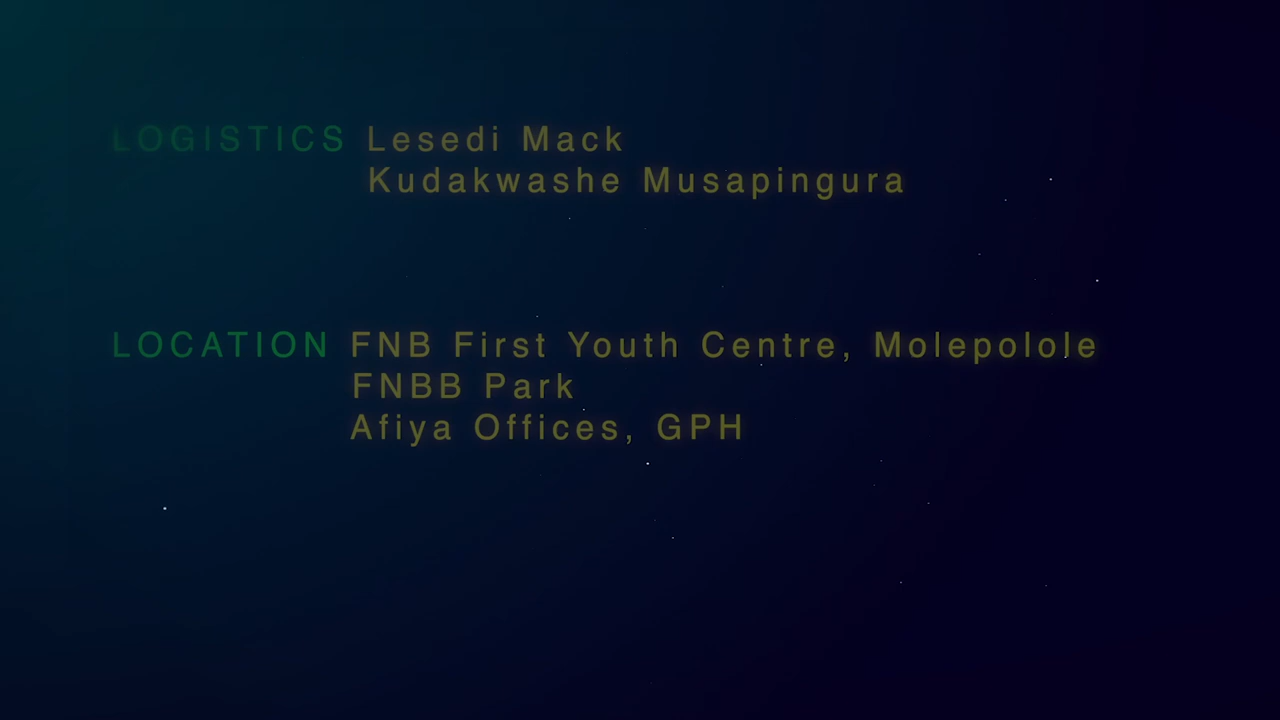 LOGISTICS Lesedi Mack
Kudakwashe Musapingura
LOCATION FNB First Youth Centre, Molepolole
FNBB Park
Afiya Offices, GPH